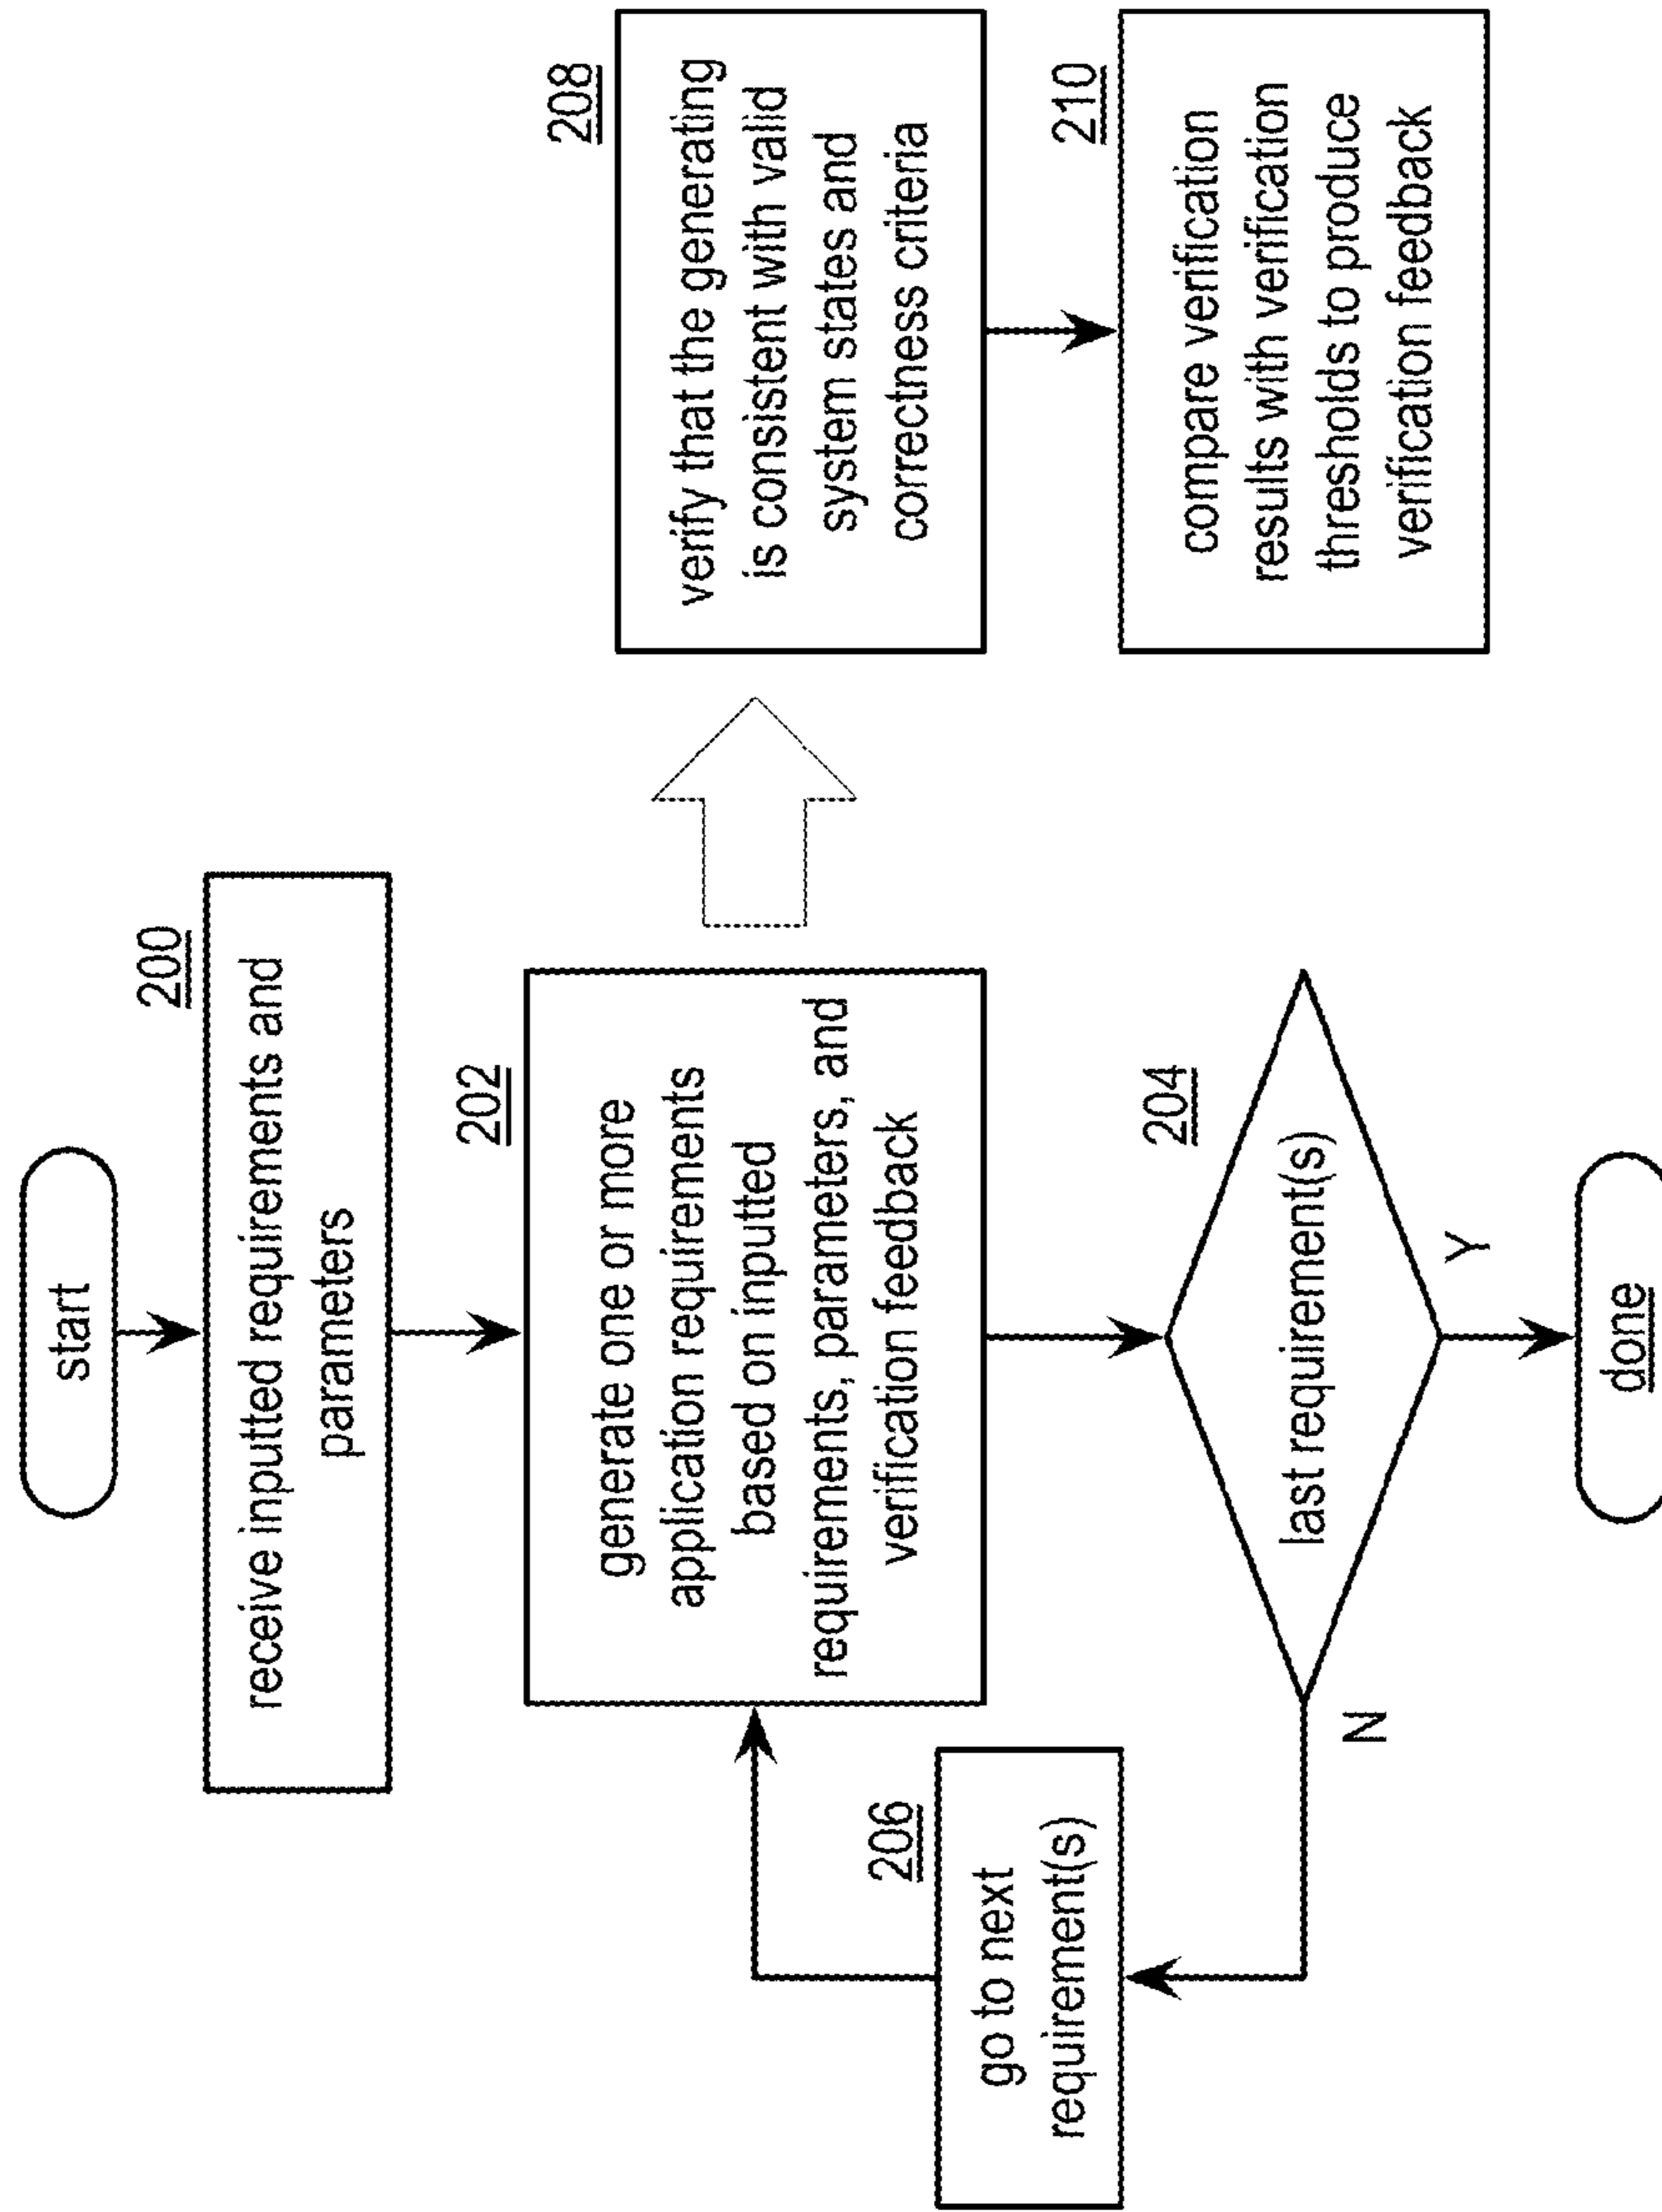 start
200
receive inputted requirements and
parameters
202
generate one or more
application requirements
based on inputted
requirements, parameters, and
verification feedback
204
last requirement(s)
Y
N
done
206
go to next
requirement(s)
208
verify that the generating
is consistent with valid
system states and
correctness criteria
210
compare verification
results with verification
thresholds to produce
verification feedback